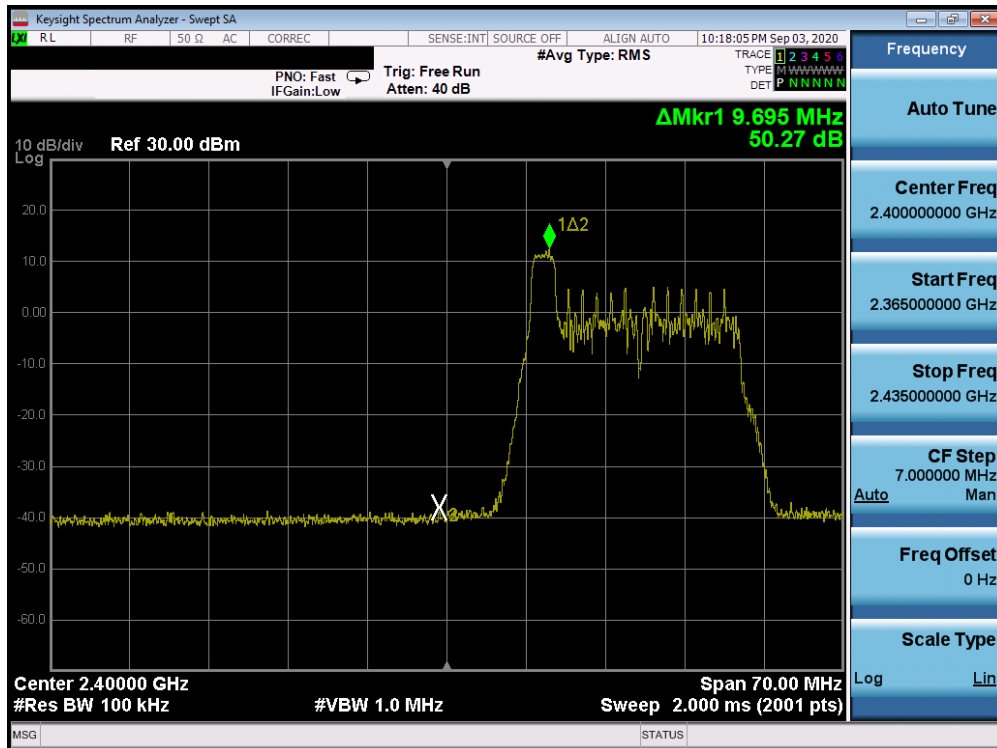 Keysight Spectrum Analyzer - Swept SA
LXI RL RF 50 Ω AC CORREC SENSE:INT SOURCE OFF ALIGN AUTO 10:18:05 PM Sep 03, 2020
#Avg Type: RMS TRACE 1 2 3 4 5 6
PNO: Fast Trig: Free Run TYPE M WWWWW
IFGain:Low Atten: 40 dB DET P N N N N N
ΔMkr1 9.695 MHz
50.27 dB
10 dB/div Ref 30.00 dBm
Log
1Δ2
20.0
10.0
0.00
-10.0
-20.0
-30.0
-40.0
-50.0
-60.0
X2
Center 2.40000 GHz Span 70.00 MHz
#Res BW 100 kHz #VBW 1.0 MHz Sweep 2.000 ms (2001 pts)
MSG STATUS
Frequency
Auto Tune
Center Freq
2.400000000 GHz
Start Freq
2.365000000 GHz
Stop Freq
2.435000000 GHz
CF Step
7.000000 MHz
Auto Man
Freq Offset
0 Hz
Scale Type
Log Lin